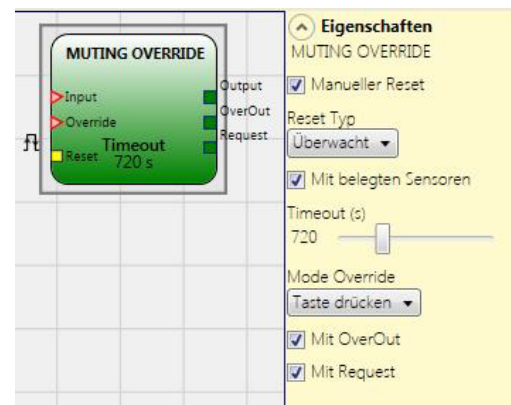 MUTING OVERRIDE
Input
Override
Reset
Timeout
720 s
Output
OverOut
Request
Eigenschaften
MUTING OVERRIDE
Manueller Reset
Reset Typ
Überwacht
Mit belegten Sensoren
Timeout (s)
720
Mode Override
Taste drücken
Mit OverOut
Mit Request